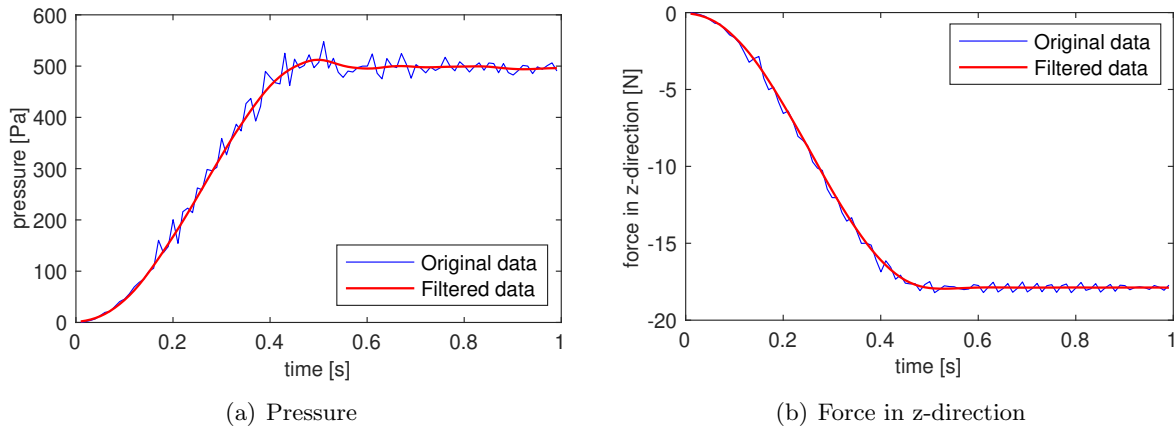 600
500
400
300
200
100
0
pressure [Pa]
0 0.2 0.4 0.6 0.8 1
time [s]
Original data
Filtered data
(a) Pressure
0
-5
-10
-15
-20
force in z-direction [N]
0 0.2 0.4 0.6 0.8 1
time [s]
Original data
Filtered data
(b) Force in z-direction